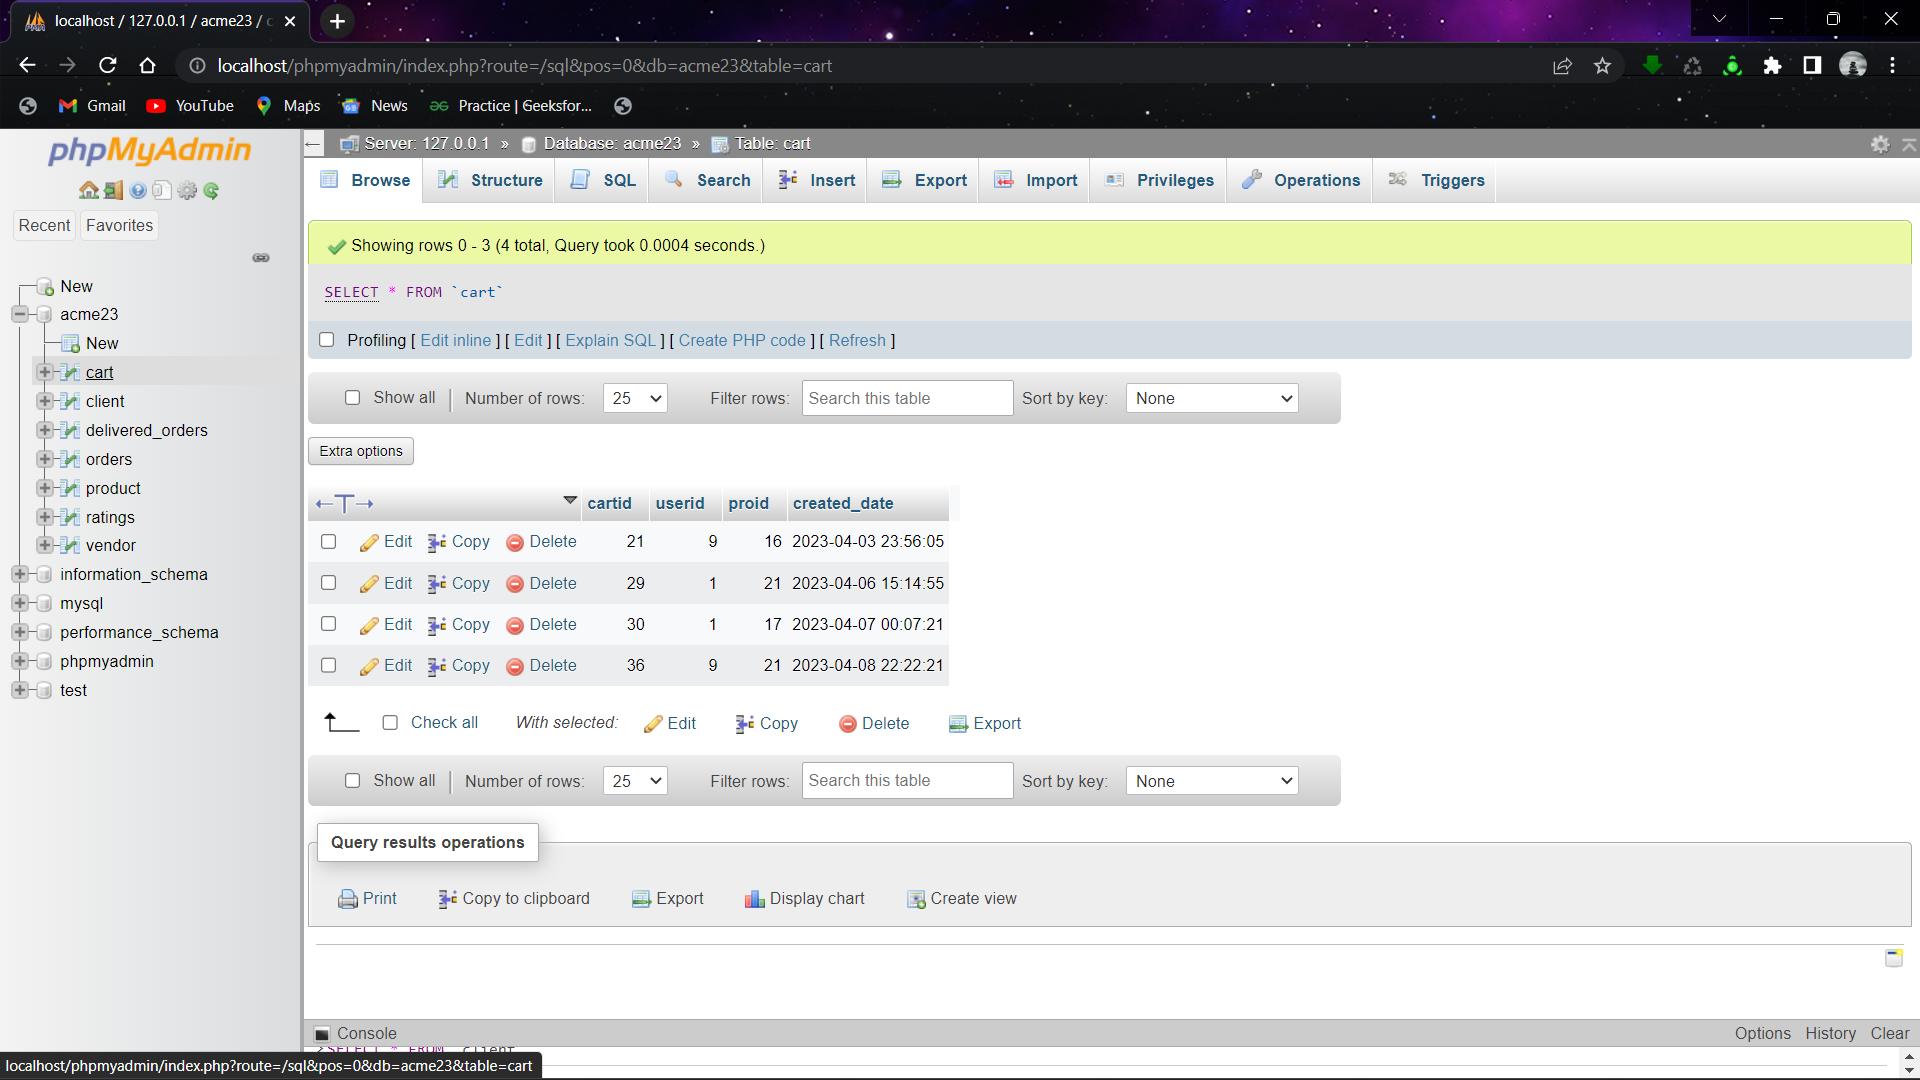 localhost / 127.0.0.1 / acme23 / c
localhost/phpmyadmin/index.php?route=/sql&pos=0&db=acme23&table=cart
Gmail YouTube Maps News Practice | Geeksfor...
phpMyAdmin
Recent Favorites
New
acme23
New
cart
client
delivered_orders
orders
product
ratings
vendor
information_schema
mysql
performance_schema
phpmyadmin
test
Server: 127.0.0.1 » Database: acme23 » Table: cart
Browse Structure SQL Search Insert Export Import Privileges Operations Triggers
Showing rows 0 - 3 (4 total, Query took 0.0004 seconds.)
SELECT * FROM `cart`
Profiling [ Edit inline ] [ Edit ] [ Explain SQL ] [ Create PHP code ] [ Refresh ]
Show all | Number of rows: 25 Filter rows: Search this table Sort by key: None
Extra options
cartid userid proid created_date
Edit Copy Delete 21 9 16 2023-04-03 23:56:05
Edit Copy Delete 29 1 21 2023-04-06 15:14:55
Edit Copy Delete 30 1 17 2023-04-07 00:07:21
Edit Copy Delete 36 9 21 2023-04-08 22:22:21
Check all With selected: Edit Copy Delete Export
Show all | Number of rows: 25 Filter rows: Search this table Sort by key: None
Query results operations
Print Copy to clipboard Export Display chart Create view
Console Options History Clear
>SELECT * FROM `client`
localhost/phpmyadmin/index.php?route=/sql&pos=0&db=acme23&table=cart